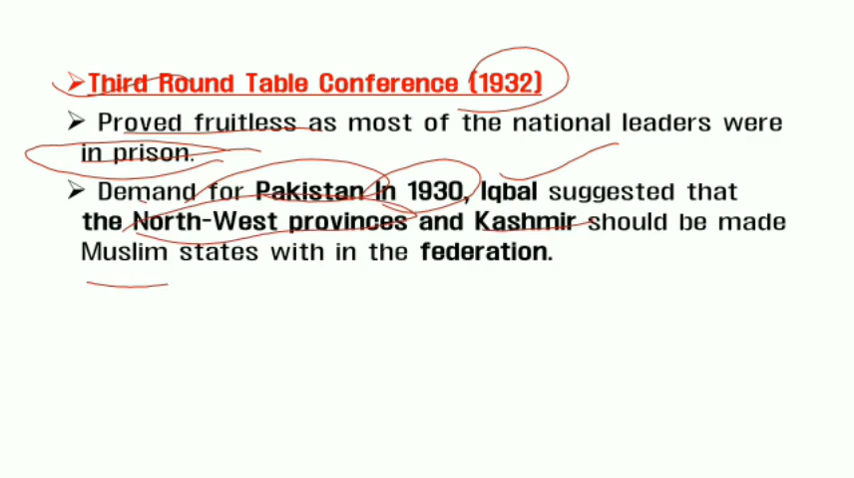 ➢Third Round Table Conference (1932)
➢ Proved fruitless as most of the national leaders were
in prison.
➢ Demand for Pakistan In 1930, Iqbal suggested that
the North-West provinces and Kashmir should be made
Muslim states with in the federation.